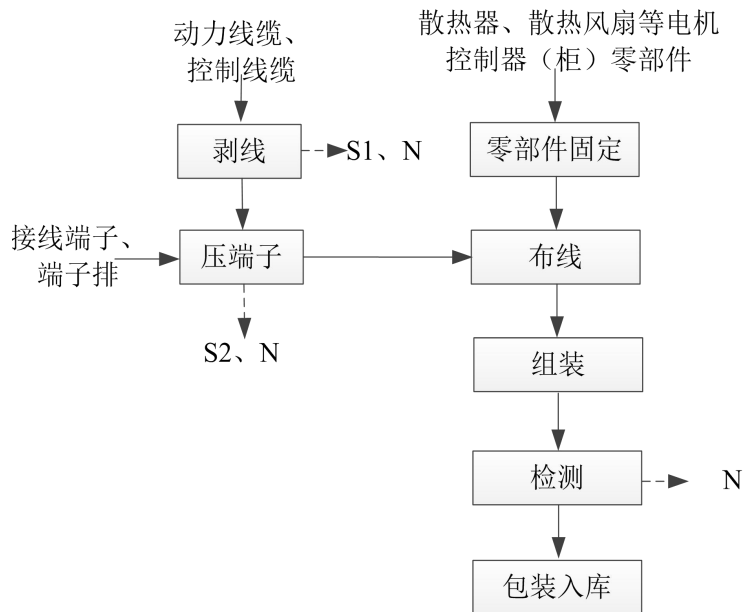 动力线缆、
控制线缆
散热器、散热风扇等电机
控制器（柜）零部件
剥线
S1、N
零部件固定
接线端子、
端子排
压端子
布线
S2、N
组装
检测
N
包装入库